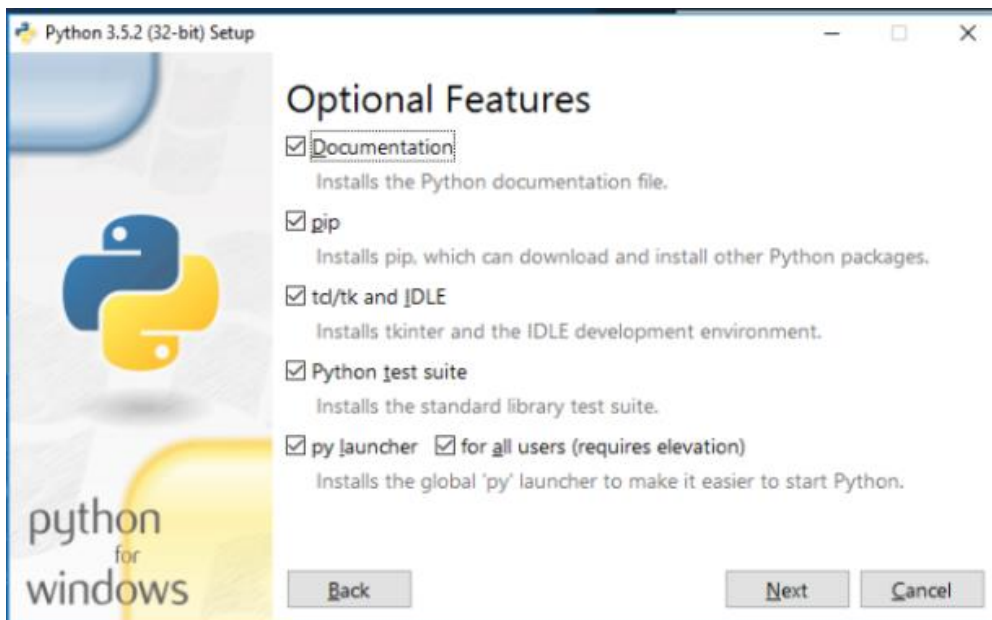 Python 3.5.2 (32-bit) Setup
Optional Features
Documentation
Installs the Python documentation file.
pip
Installs pip, which can download and install other Python packages.
tcl/tk and IDLE
Installs tkinter and the IDLE development environment.
Python test suite
Installs the standard library test suite.
py launcher for all users (requires elevation)
Installs the global 'py' launcher to make it easier to start Python.
python
for
windows
Back Next Cancel